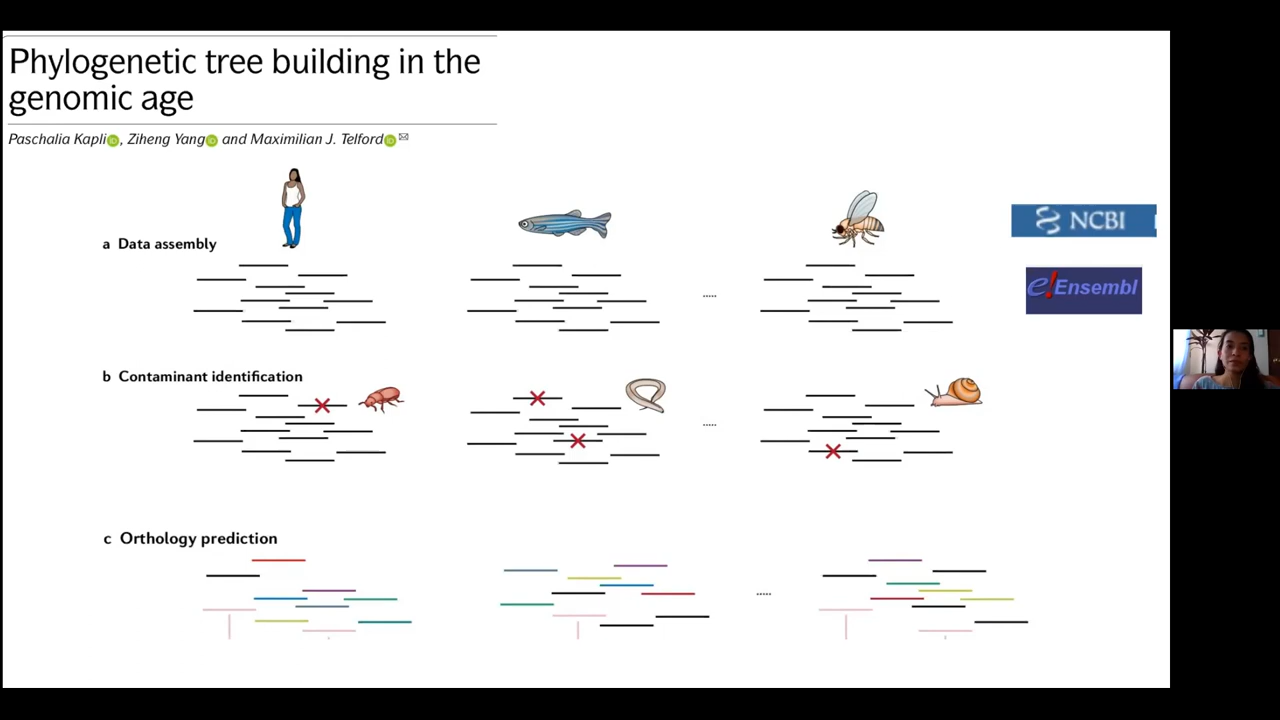 Phylogenetic tree building in the
genomic age
Paschalia Kapli, Ziheng Yang and Maximilian J. Telford
a Data assembly
NCBI
e!Ensembl
.....
b Contaminant identification
.....
c Orthology prediction
.....